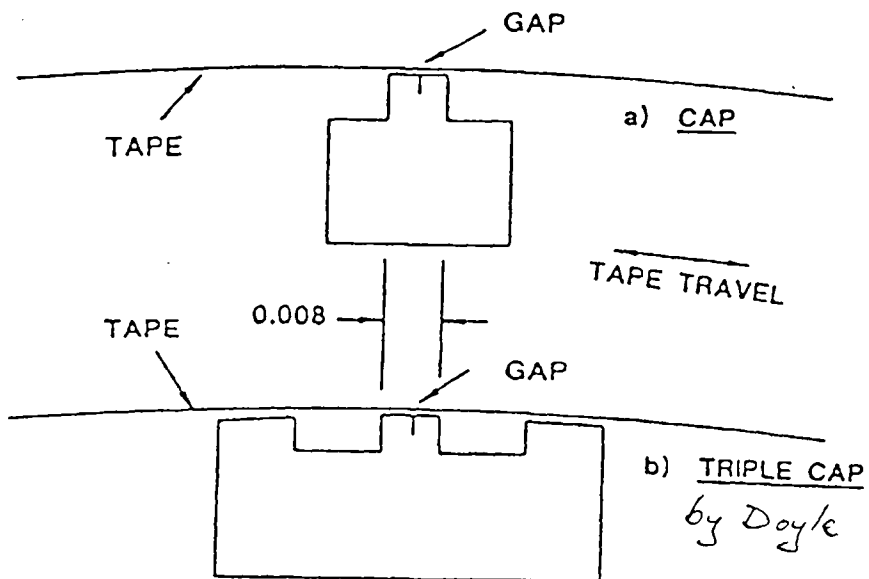 GAP
a) CAP
TAPE
TAPE TRAVEL
0.008
TAPE
GAP
b) TRIPLE CAP
by Doyle